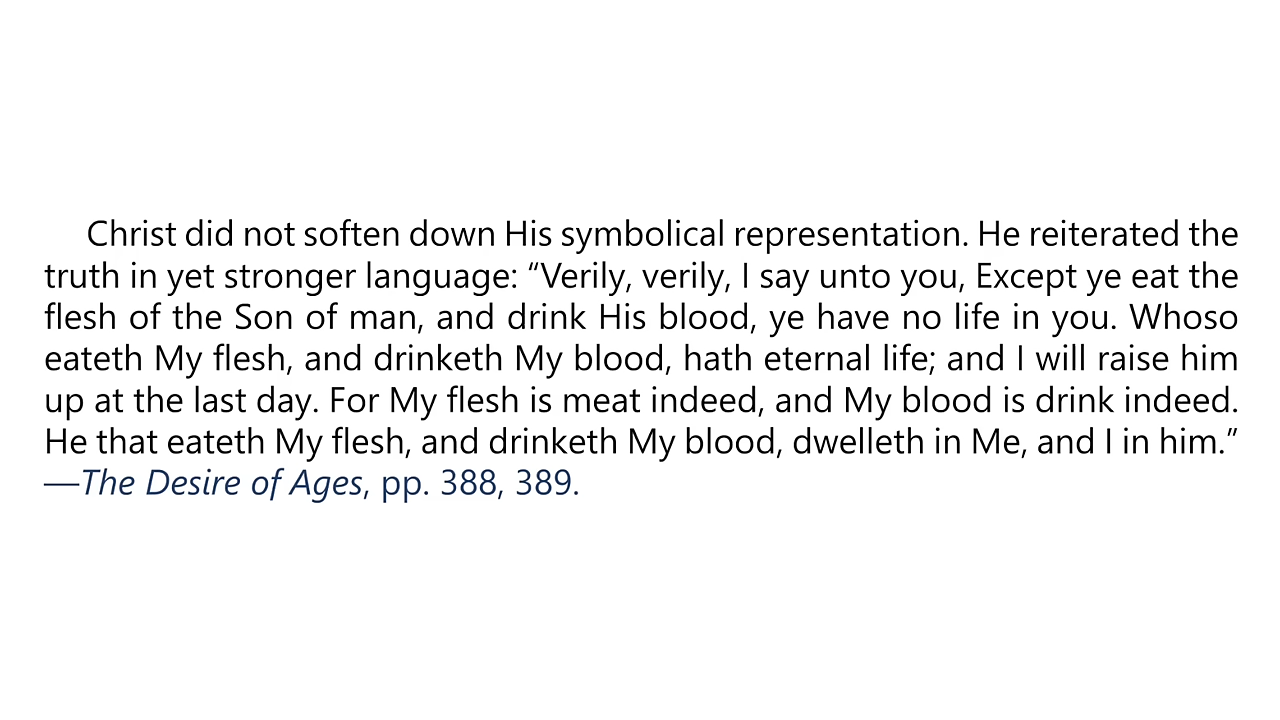 Christ did not soften down His symbolical representation. He reiterated the
truth in yet stronger language: “Verily, verily, I say unto you, Except ye eat the
flesh of the Son of man, and drink His blood, ye have no life in you. Whoso
eateth My flesh, and drinketh My blood, hath eternal life; and I will raise him
up at the last day. For My flesh is meat indeed, and My blood is drink indeed.
He that eateth My flesh, and drinketh My blood, dwelleth in Me, and I in him.”
—The Desire of Ages, pp. 388, 389.